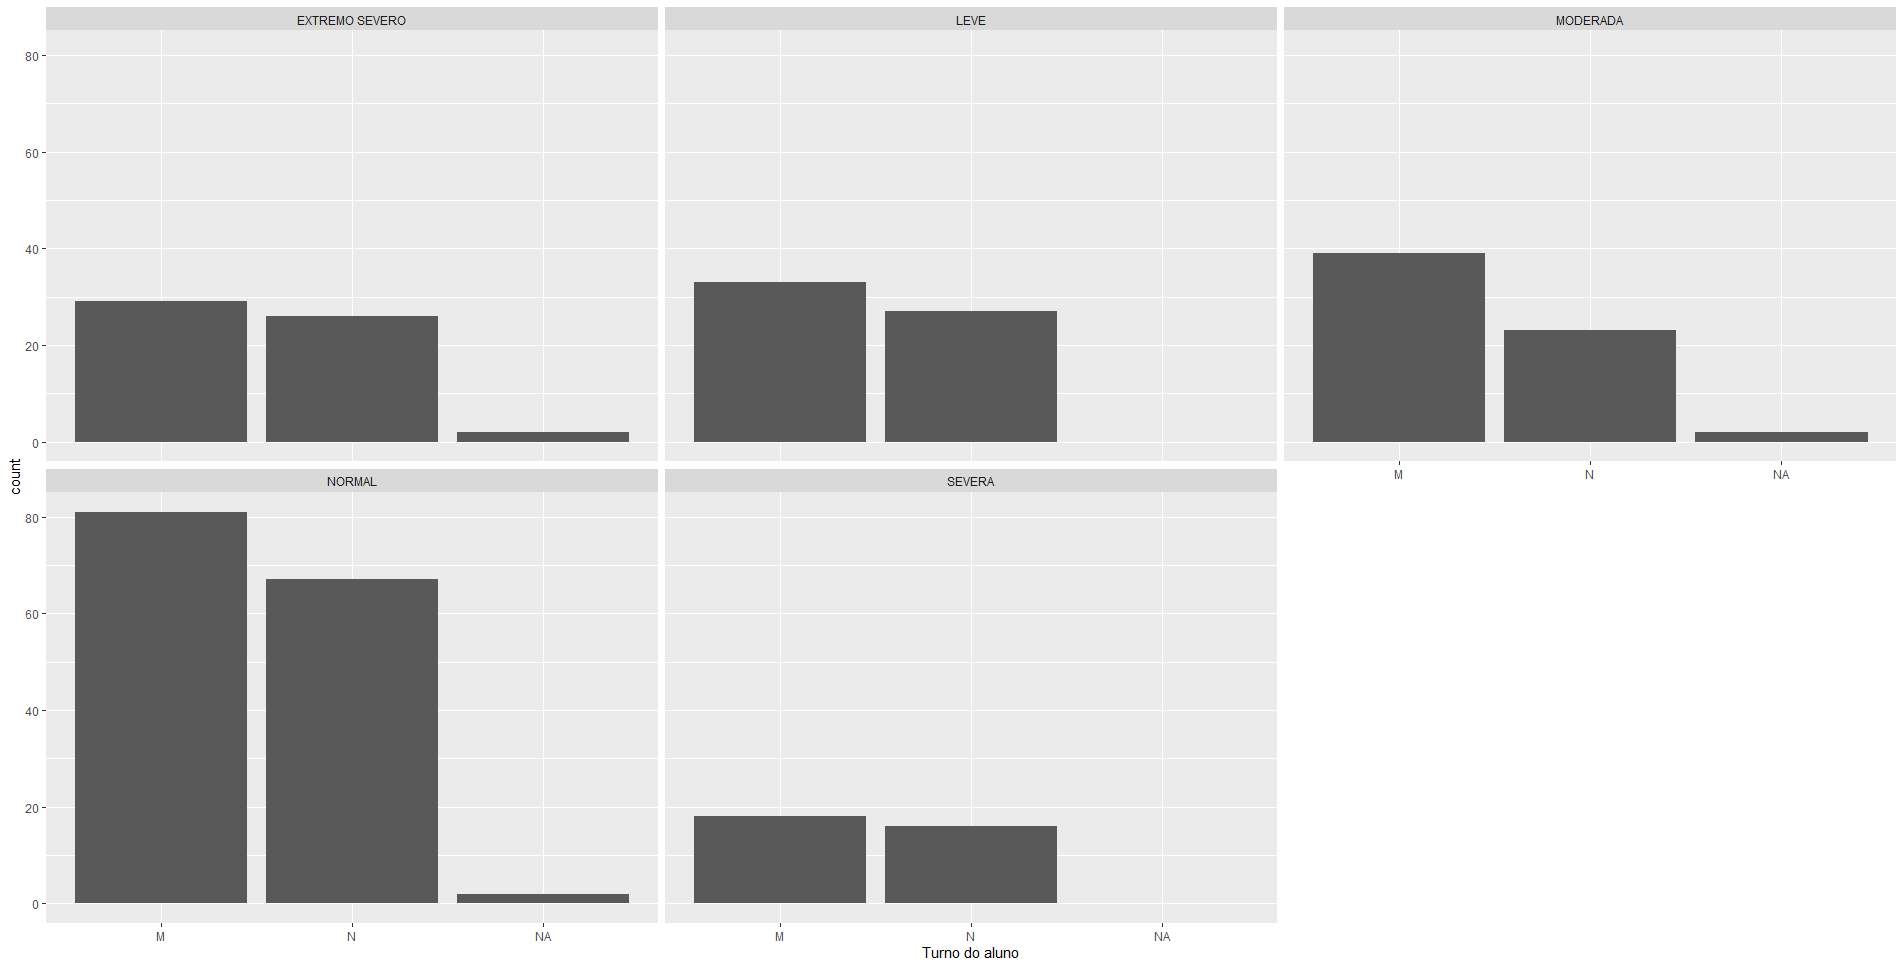 EXTREMO SEVERO
LEVE
MODERADA
80
60
40
20
0
M N NA
count
NORMAL
SEVERA
80
60
40
20
0
M N NA M N NA
Turno do aluno